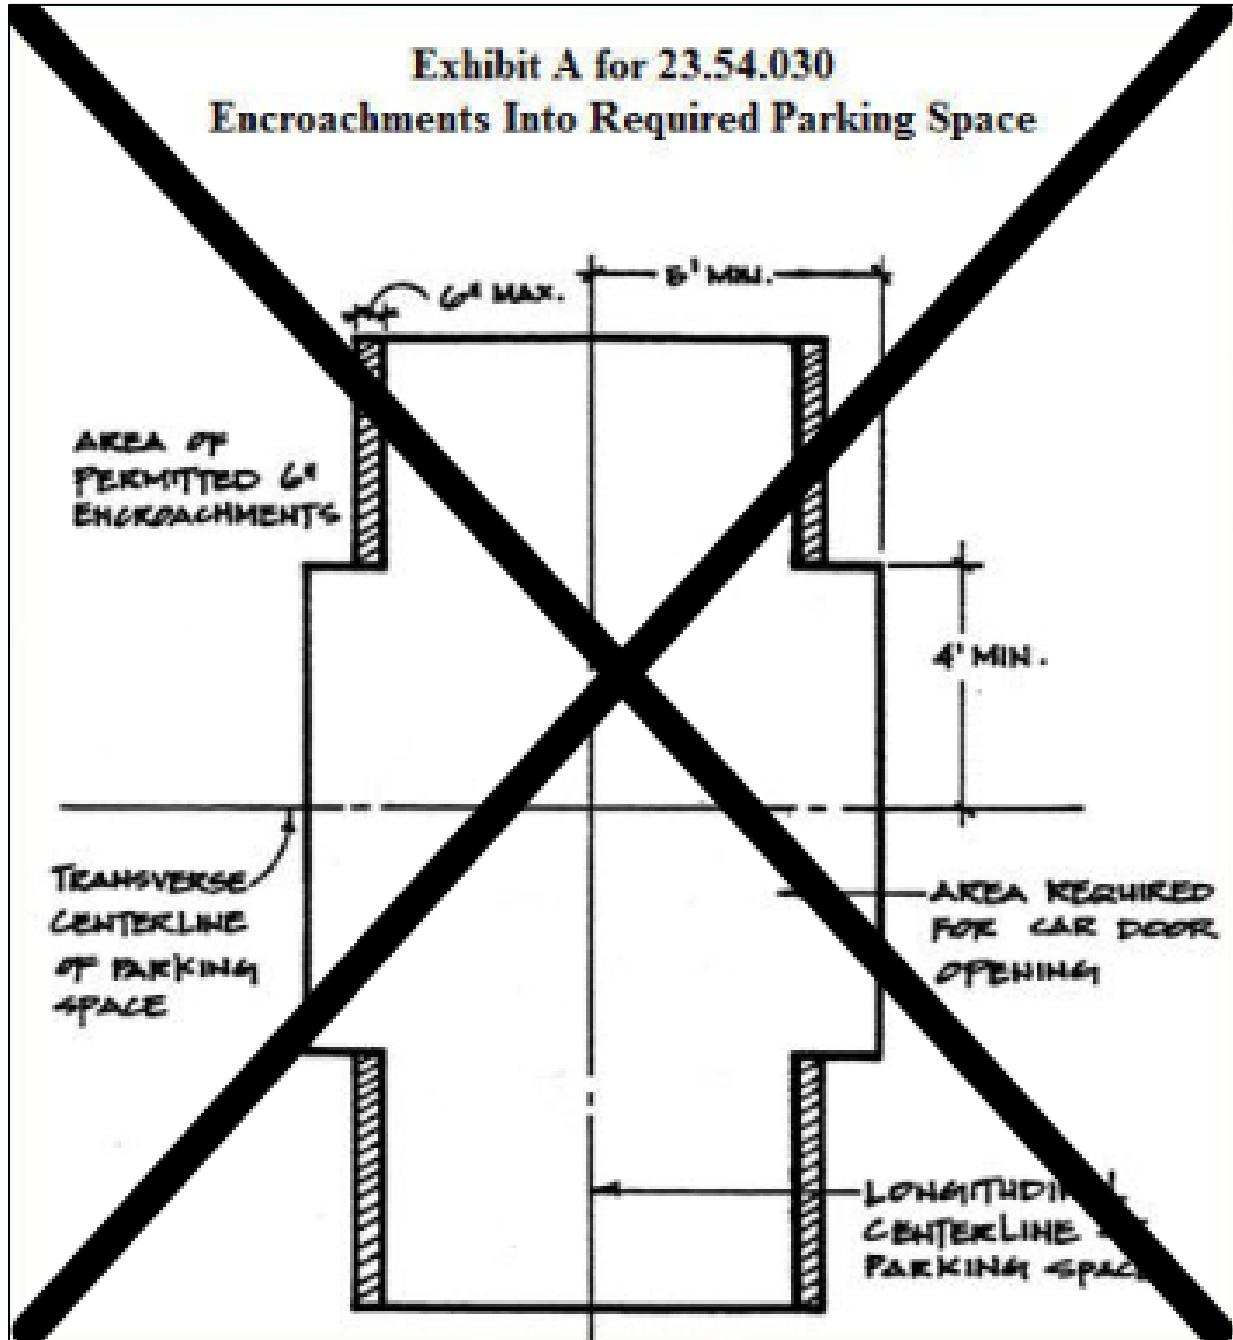 Exhibit A for 23.54.030
Encroachments Into Required Parking Space
6" MAX.
5' MIN.
AREA OF
PERMITTED 6"
ENCROACHMENTS
4' MIN.
TRANSVERSE
CENTERLINE
OF PARKING
SPACE
AREA REQUIRED
FOR CAR DOOR
OPENING
CENTERLINE
PARKING SPACE